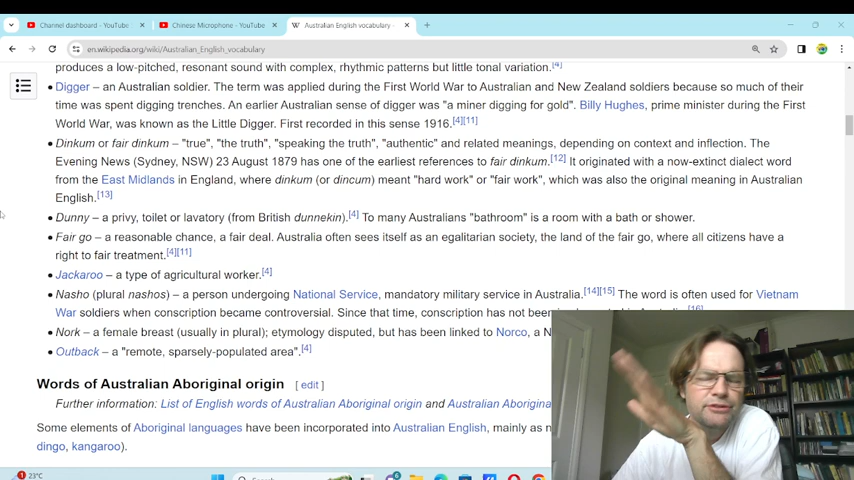 Channel dashboard - YouTube
Chinese Microphone - YouTube
Australian English vocabulary -
en.wikipedia.org/wiki/Australian_English_vocabulary
produces a low-pitched, resonant sound with complex, rhythmic patterns but little tonal variation.[4]
• Digger – an Australian soldier. The term was applied during the First World War to Australian and New Zealand soldiers because so much of their
time was spent digging trenches. An earlier Australian sense of digger was "a miner digging for gold". Billy Hughes, prime minister during the First
World War, was known as the Little Digger. First recorded in this sense 1916.[4][11]
• Dinkum or fair dinkum – "true", "the truth", "speaking the truth", "authentic" and related meanings, depending on context and inflection. The
Evening News (Sydney, NSW) 23 August 1879 has one of the earliest references to fair dinkum.[12] It originated with a now-extinct dialect word
from the East Midlands in England, where dinkum (or dincum) meant "hard work" or "fair work", which was also the original meaning in Australian
English.[13]
• Dunny – a privy, toilet or lavatory (from British dunnekin).[4] To many Australians "bathroom" is a room with a bath or shower.
• Fair go – a reasonable chance, a fair deal. Australia often sees itself as an egalitarian society, the land of the fair go, where all citizens have a
right to fair treatment.[4][11]
• Jackaroo – a type of agricultural worker.[4]
• Nasho (plural nashos) – a person undergoing National Service, mandatory military service in Australia.[14][15] The word is often used for Vietnam
War soldiers when conscription became controversial. Since that time, conscription has not been
• Nork – a female breast (usually in plural); etymology disputed, but has been linked to Norco, a N
• Outback – a "remote, sparsely-populated area".[4]
Words of Australian Aboriginal origin [ edit ]
Further information: List of English words of Australian Aboriginal origin and Australian Aborigina
Some elements of Aboriginal languages have been incorporated into Australian English, mainly as n
dingo, kangaroo).
1
23°C
Search